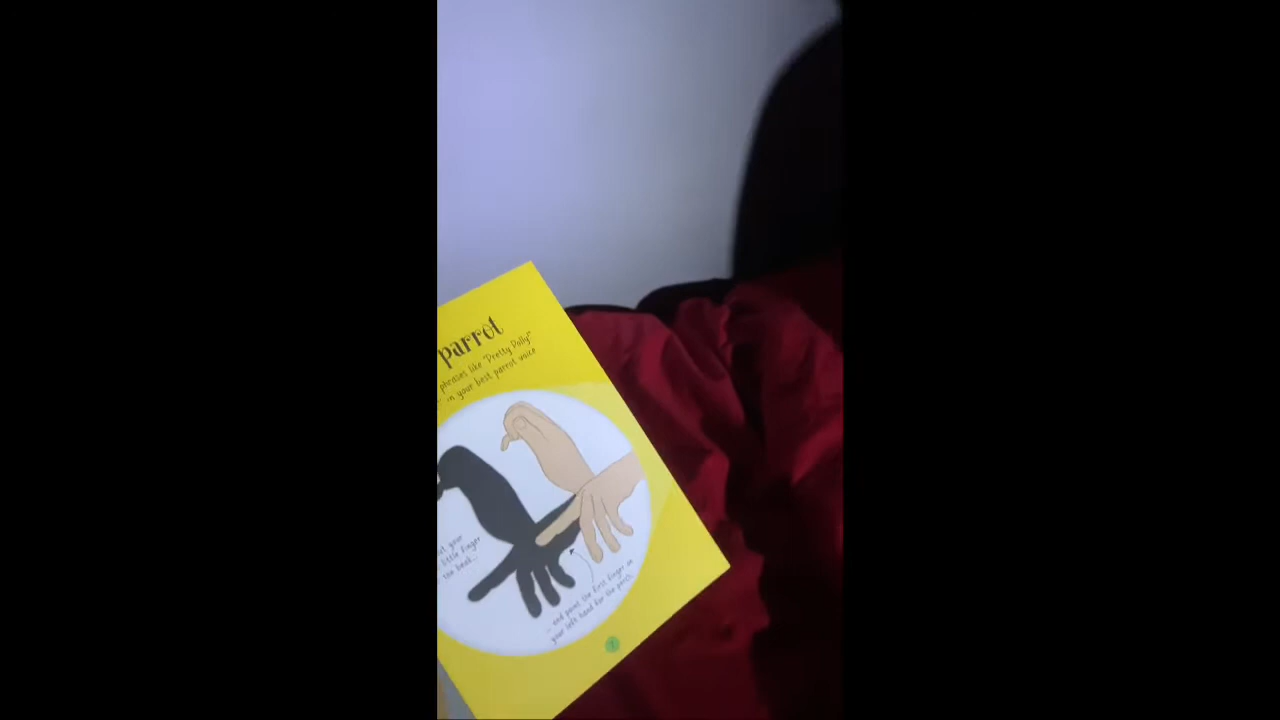 parrot
phrases like "Pretty Polly"
in your best parrot voice
your
little finger
the beak...
... and point the first finger on
your left hand for the perch.